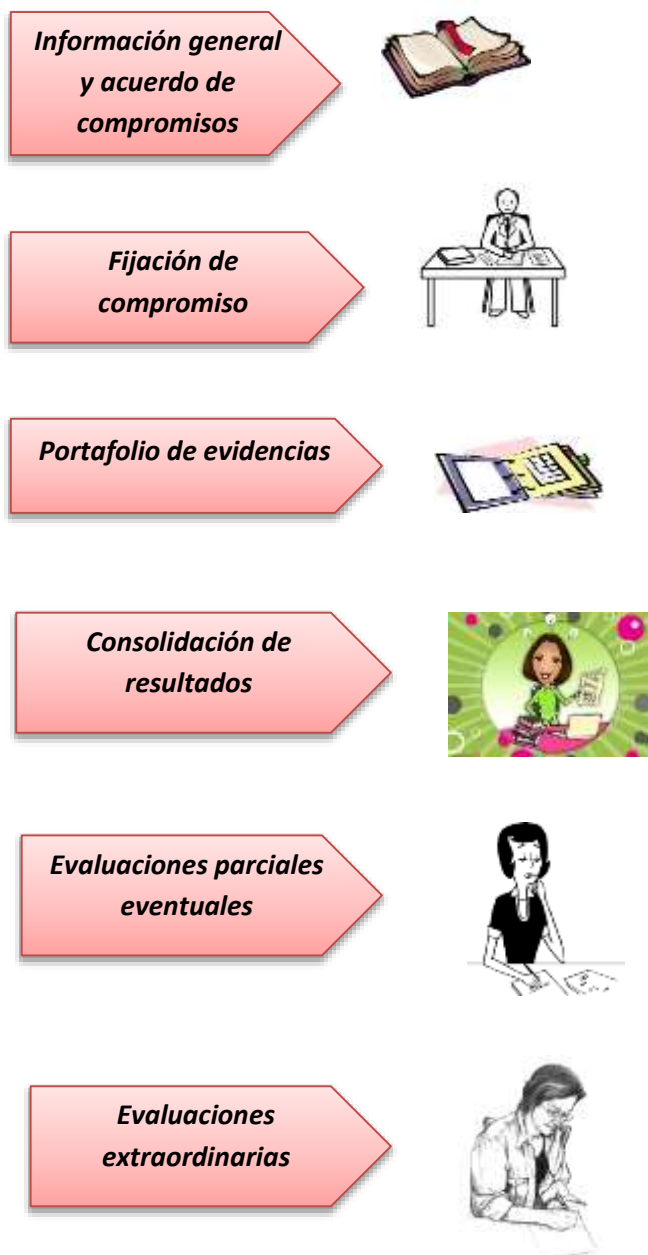 Información general
y acuerdo de
compromisos
Fijación de
compromiso
Portafolio de evidencias
Consolidación de
resultados
Evaluaciones parciales
eventuales
Evaluaciones
extraordinarias